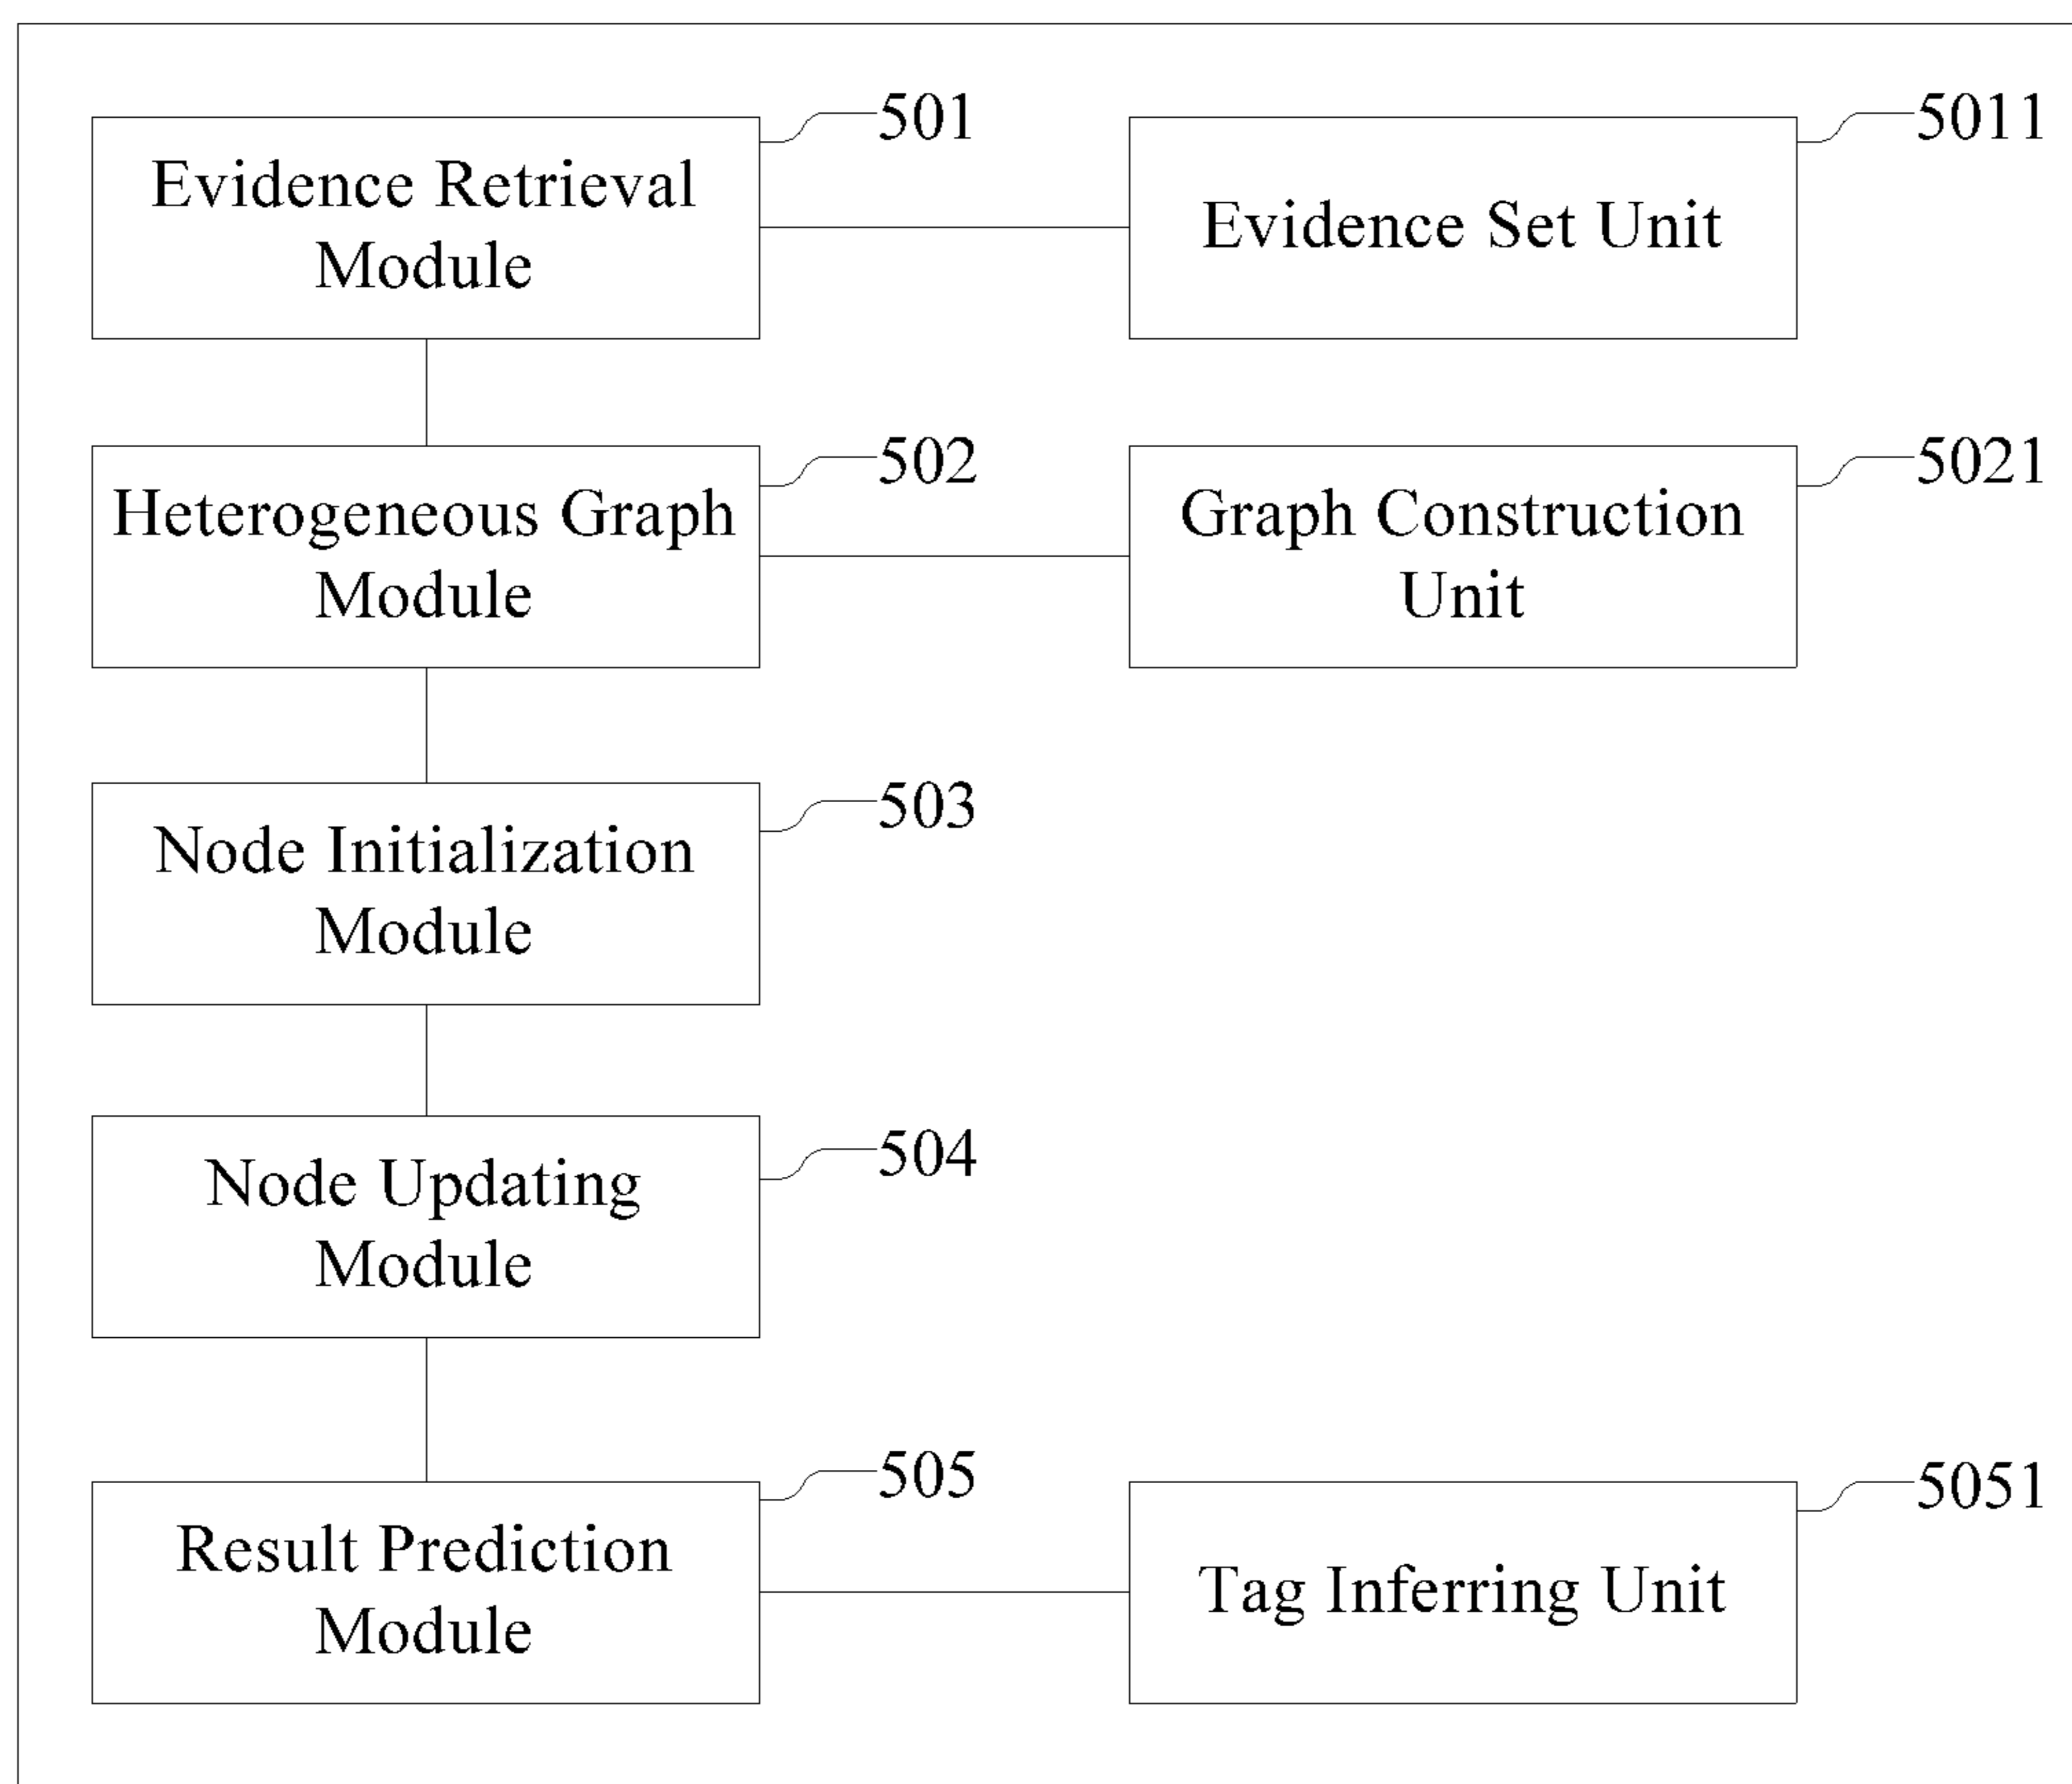 501
5011
Evidence Retrieval
Module
Evidence Set Unit
502
5021
Heterogeneous Graph
Module
Graph Construction
Unit
503
Node Initialization
Module
504
Node Updating
Module
505
5051
Result Prediction
Module
Tag Inferring Unit